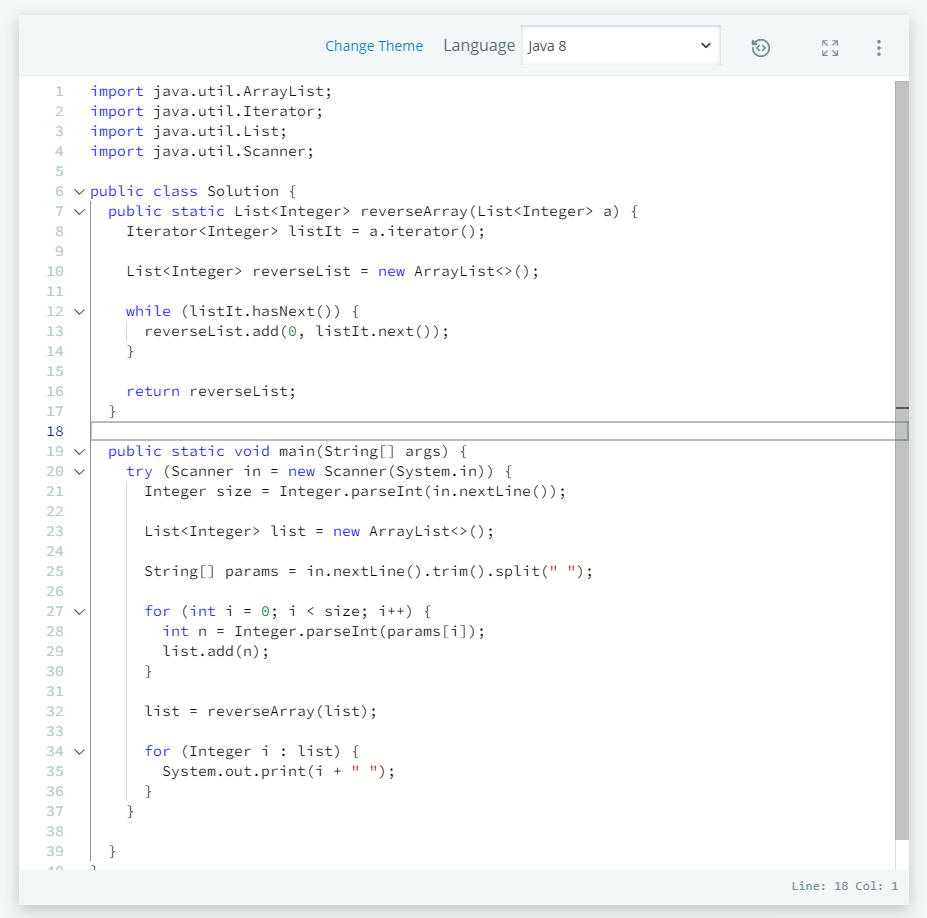 Change Theme Language Java 8
1 import java.util.ArrayList;
2 import java.util.Iterator;
3 import java.util.List;
4 import java.util.Scanner;
5
6 public class Solution {
7   public static List<Integer> reverseArray(List<Integer> a) {
8     Iterator<Integer> listIt = a.iterator();
9
10     List<Integer> reverseList = new ArrayList<>();
11
12     while (listIt.hasNext()) {
13       reverseList.add(0, listIt.next());
14     }
15
16     return reverseList;
17   }
18
19   public static void main(String[] args) {
20     try (Scanner in = new Scanner(System.in)) {
21       Integer size = Integer.parseInt(in.nextLine());
22
23       List<Integer> list = new ArrayList<>();
24
25       String[] params = in.nextLine().trim().split(" ");
26
27       for (int i = 0; i < size; i++) {
28         int n = Integer.parseInt(params[i]);
29         list.add(n);
30       }
31
32       list = reverseArray(list);
33
34       for (Integer i : list) {
35         System.out.print(i + " ");
36       }
37     }
38
39   }
Line: 18 Col: 1